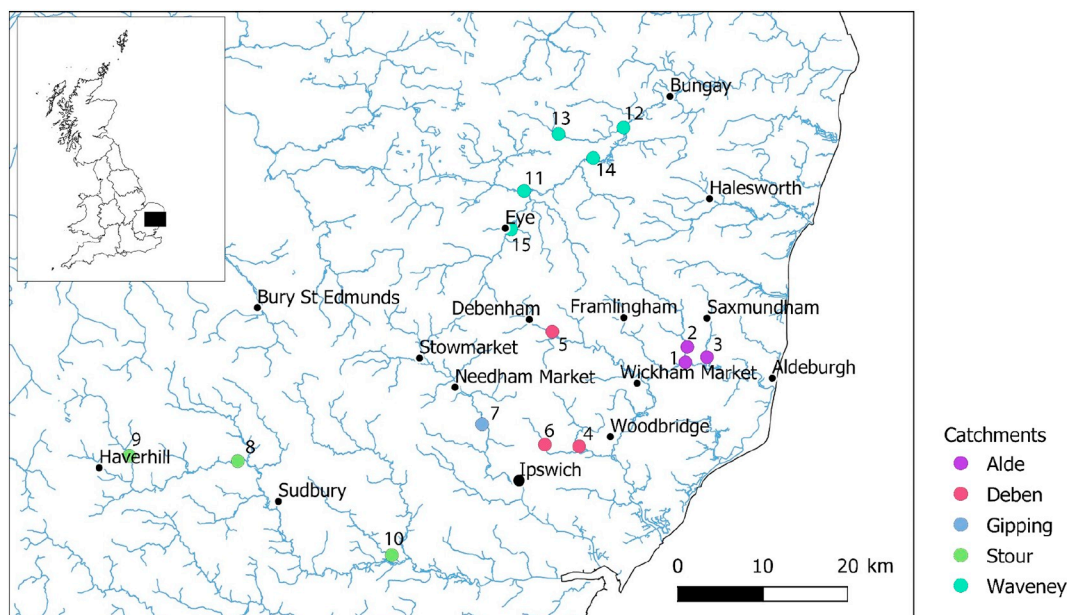 Bungay
12
13
14
11
Halesworth
Eye
15
Bury St Edmunds
Debenham
Framlingham
Saxmundham
5
2
3
Stowmarket
1
Wickham Market
Aldeburgh
Needham Market
7
Woodbridge
6
4
9
8
Haverhill
Ipswich
Sudbury
10
0 10 20 km
Catchments
Alde
Deben
Gipping
Stour
Waveney